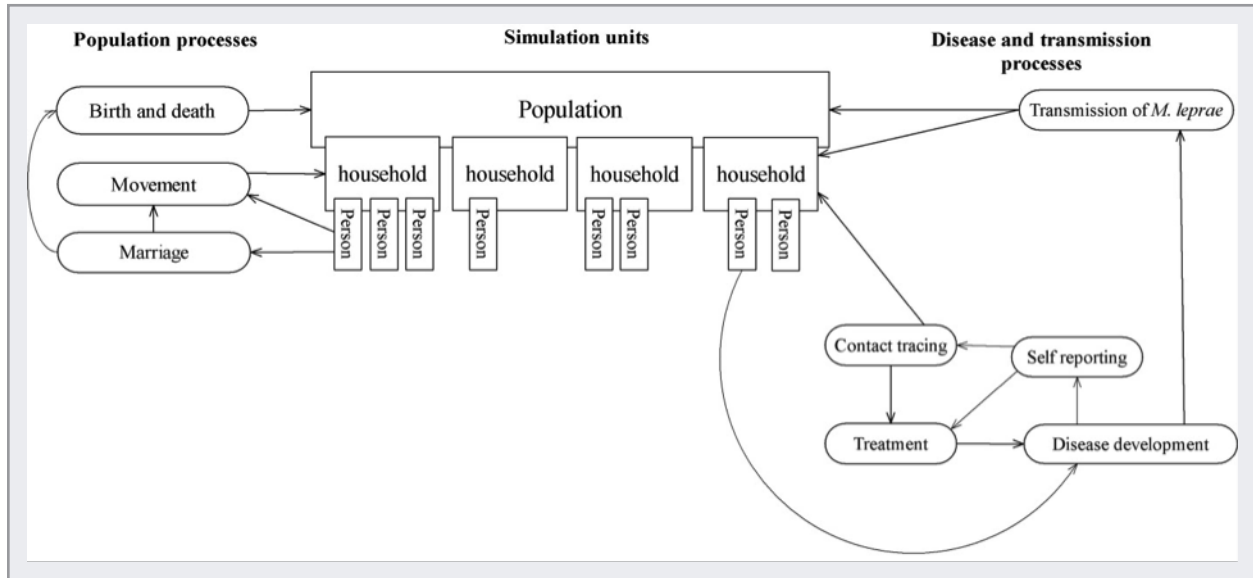 Population processes
Simulation units
Disease and transmission
processes
Birth and death
Population
Transmission of M. leprae
Movement
household
household
household
household
Marriage
Person
Person
Person
Person
Person
Person
Person
Person
Contact tracing
Self reporting
Treatment
Disease development